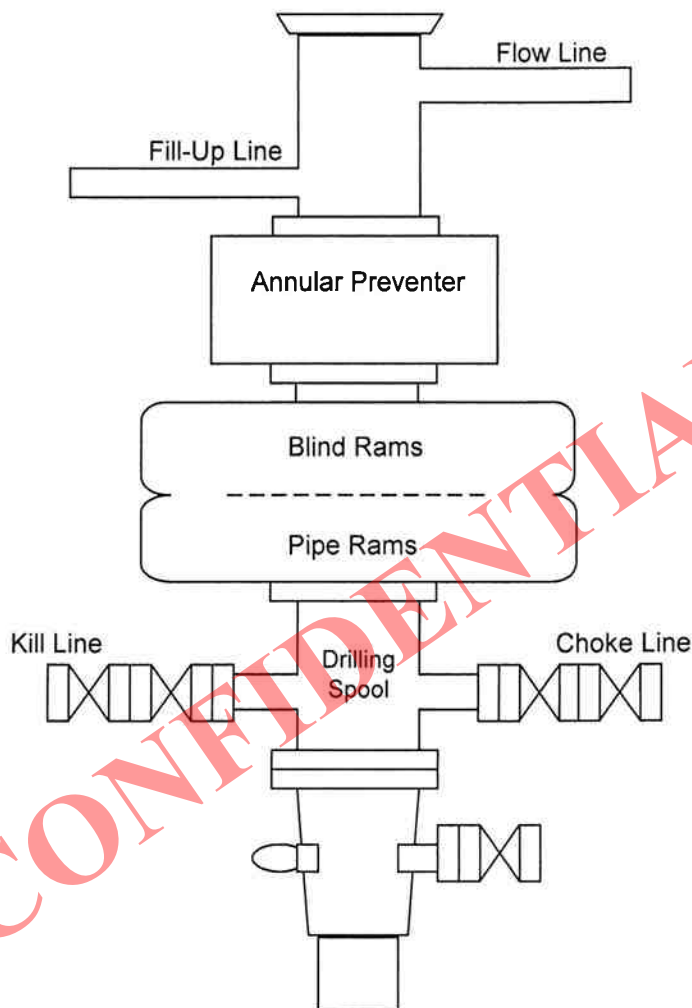 Flow Line
Fill-Up Line
Annular Preventer
Blind Rams
Pipe Rams
Kill Line
Choke Line
Drilling
Spool
CONFIDENTIAL